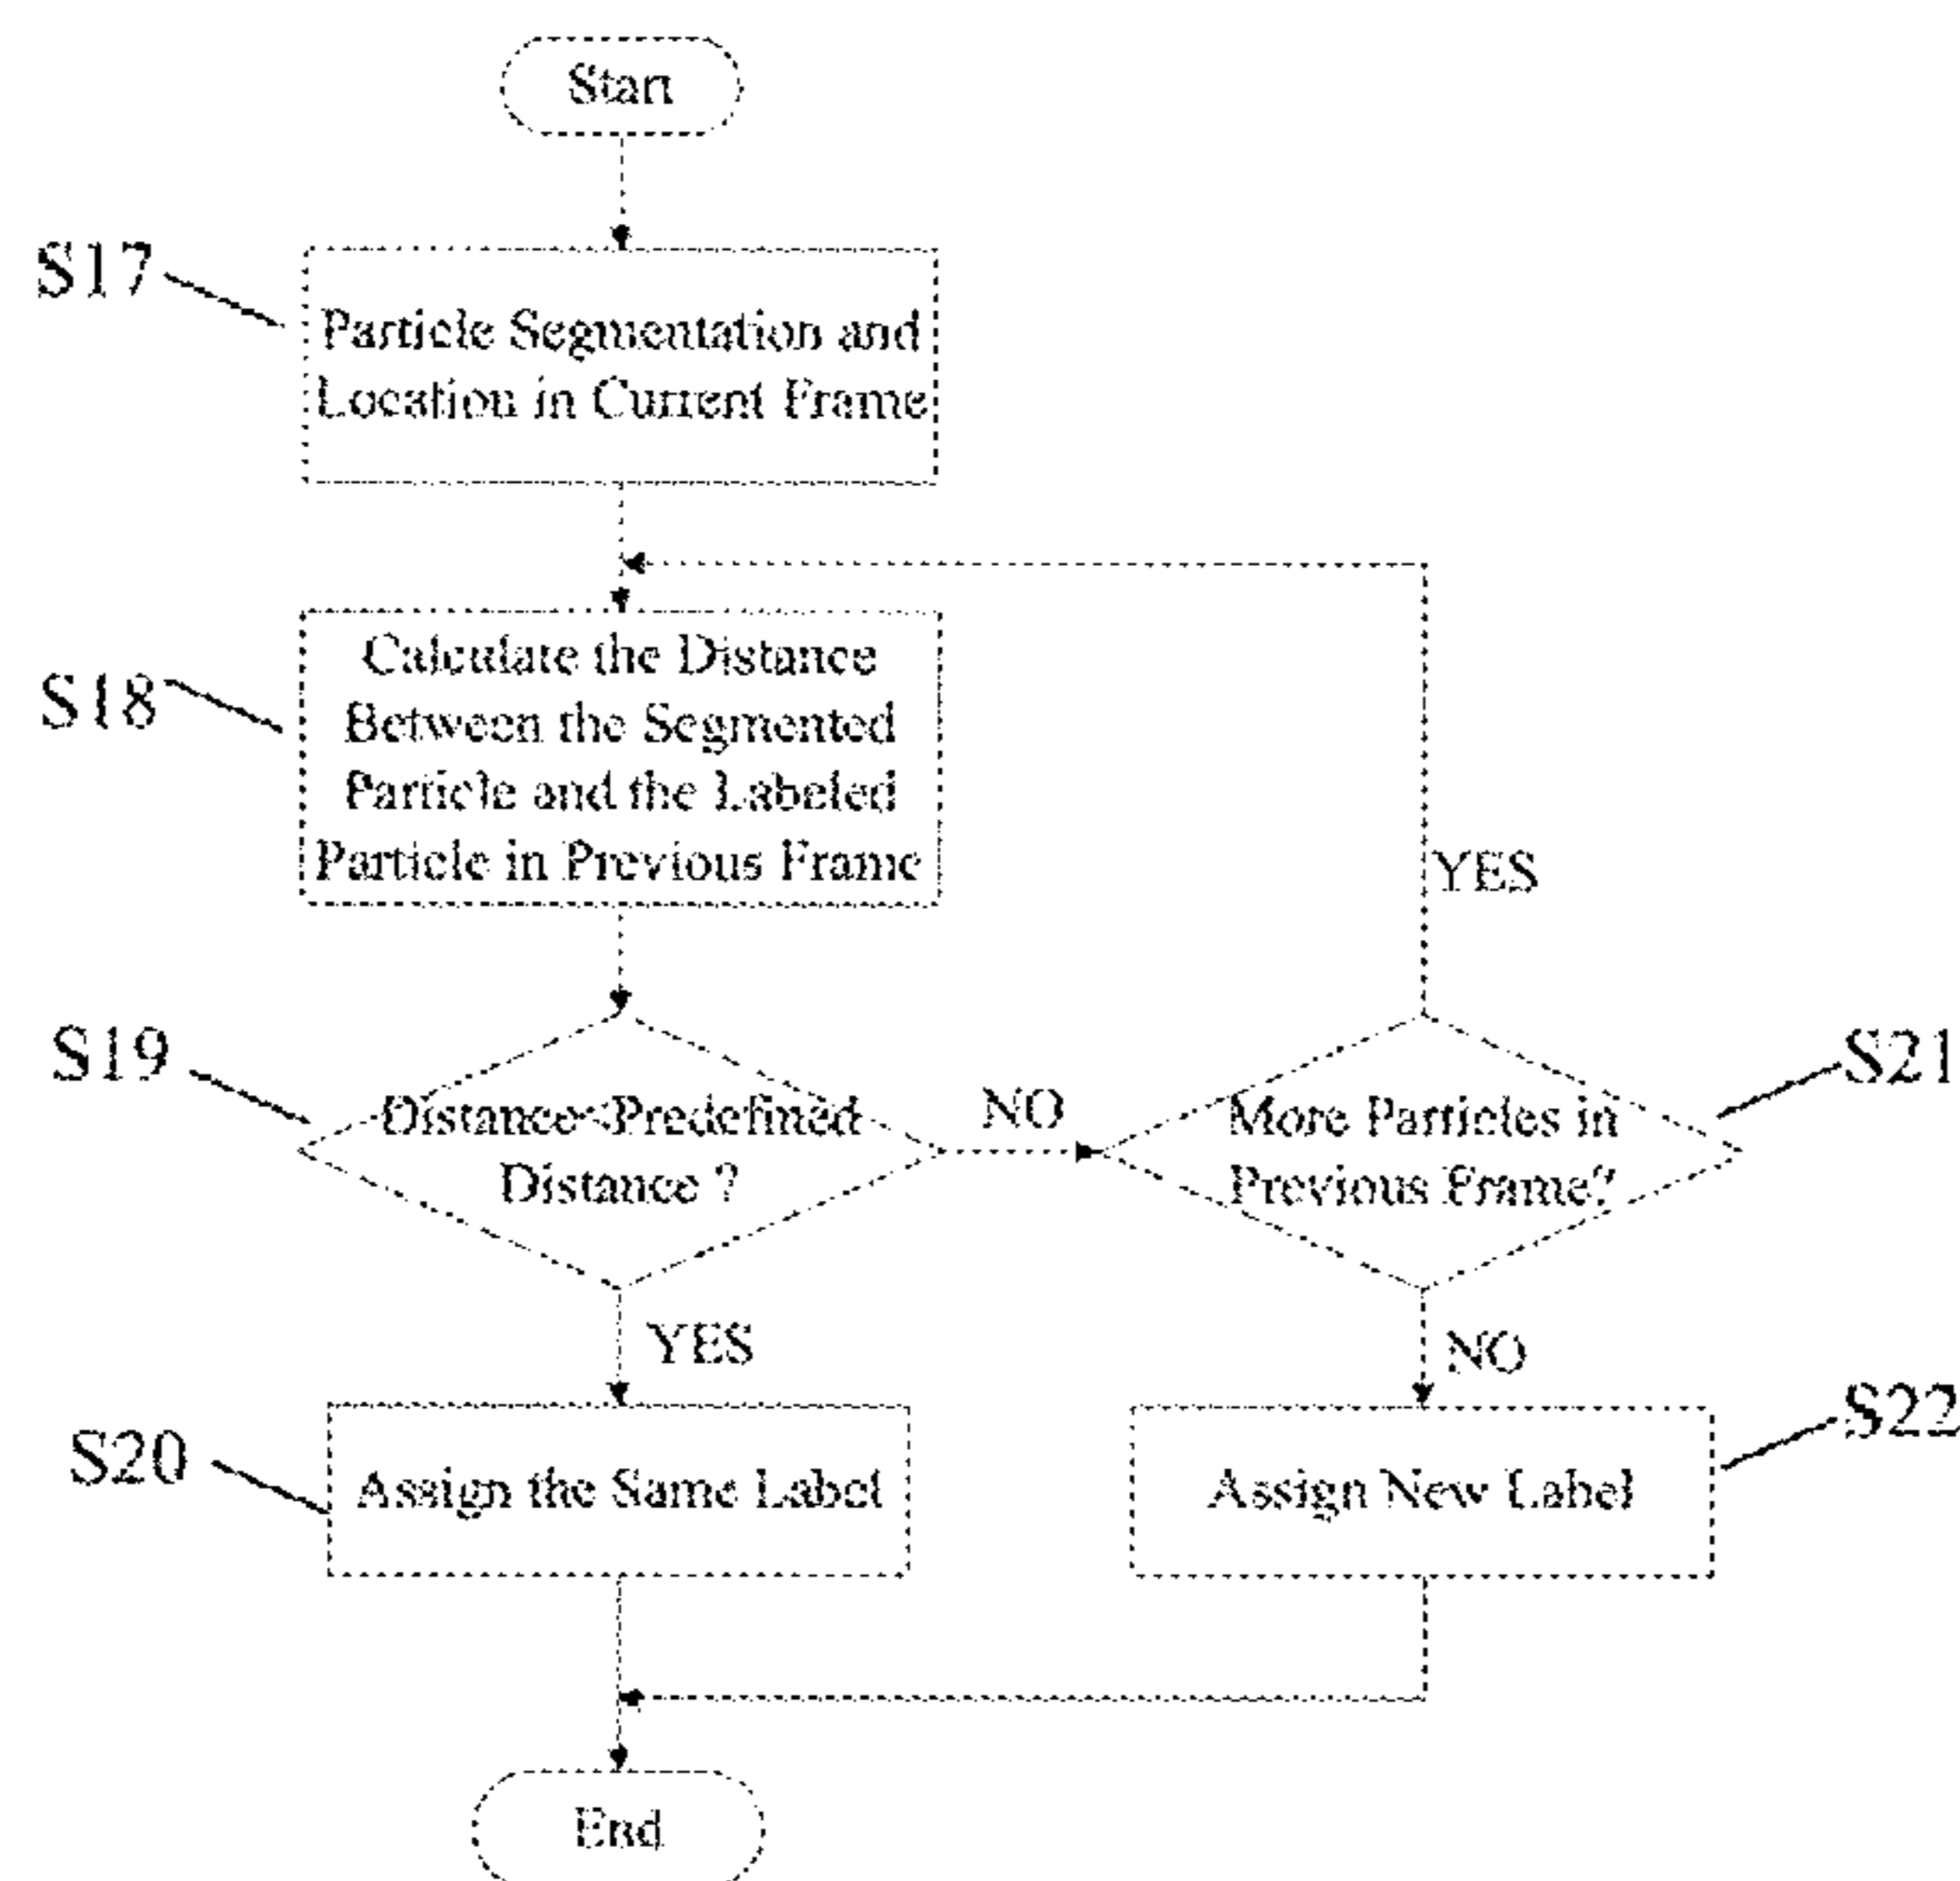 Start
S17
Particle Segmentation and
Location in Current Frame
S18
Calculate the Distance
Between the Segmented
Particle and the Labeled
Particle in Previous Frame
YES
S19
Distance<Predefined
Distance ?
NO
More Particles in
Previous Frame?
S21
YES
NO
S20
Assign the Same Label
Assign New Label
S22
End